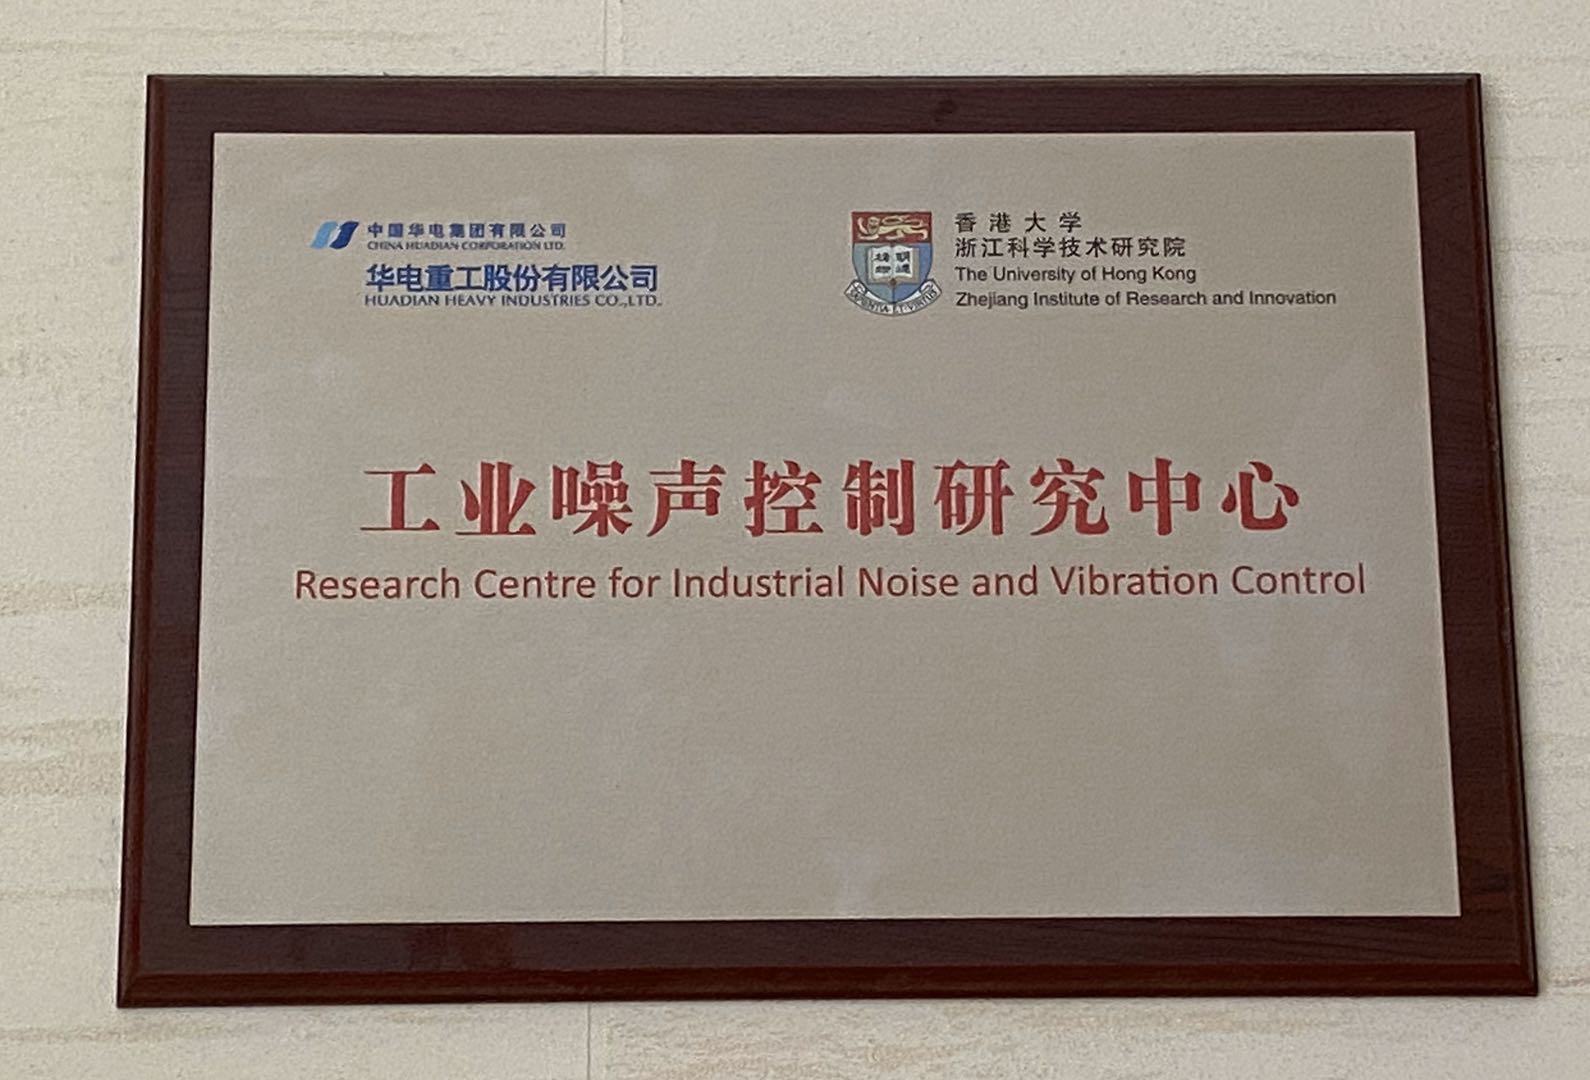 中国华电集团有限公司
CHINA HUADIAN CORPORATION LTD.
华电重工股份有限公司
HUADIAN HEAVY INDUSTRIES CO.,LTD.
香港大学
浙江科学技术研究院
The University of Hong Kong
Zhejiang Institute of Research and Innovation
SAPIENTIA ET VIRTUS
工业噪声控制研究中心
Research Centre for Industrial Noise and Vibration Control